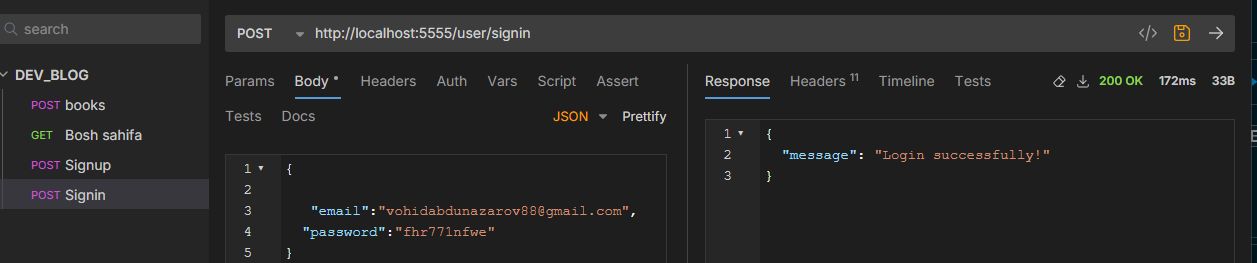 search
DEV_BLOG
POST books
GET Bosh sahifa
POST Signup
POST Signin
POST http://localhost:5555/user/signin </>
Params Body Headers Auth Vars Script Assert
Tests Docs JSON Prettify
1 {
2
3 "email":"vohidabdunazarov88@gmail.com",
4 "password":"fhr771nfwe"
5 }
Response Headers 11 Timeline Tests 200 OK 172ms 33B
1 {
2 "message": "Login successfully!"
3 }